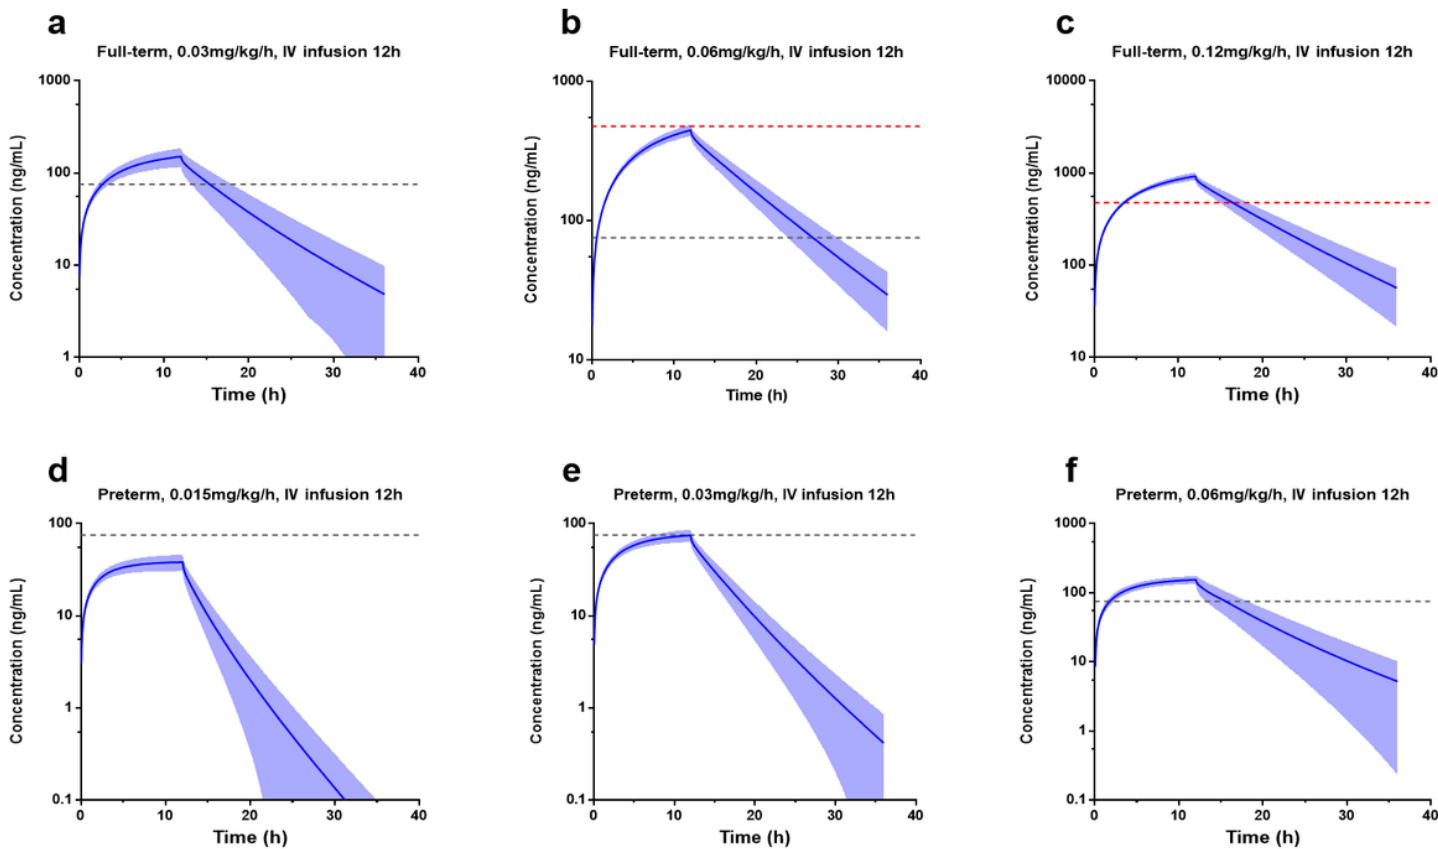 a
Full-term, 0.03mg/kg/h, IV infusion 12h
1000
100
10
1
0
10
20
30
40
Concentration (ng/mL)
Time (h)
b
Full-term, 0.06mg/kg/h, IV infusion 12h
1000
100
10
0
10
20
30
40
Concentration (ng/mL)
Time (h)
c
Full-term, 0.12mg/kg/h, IV infusion 12h
10000
1000
100
10
0
10
20
30
40
Concentration (ng/mL)
Time (h)
d
Preterm, 0.015mg/kg/h, IV infusion 12h
100
10
1
0.1
0
10
20
30
40
Concentration (ng/mL)
Time (h)
e
Preterm, 0.03mg/kg/h, IV infusion 12h
100
10
1
0.1
0
10
20
30
40
Concentration (ng/mL)
Time (h)
f
Preterm, 0.06mg/kg/h, IV infusion 12h
1000
100
10
1
0.1
0
10
20
30
40
Concentration (ng/mL)
Time (h)